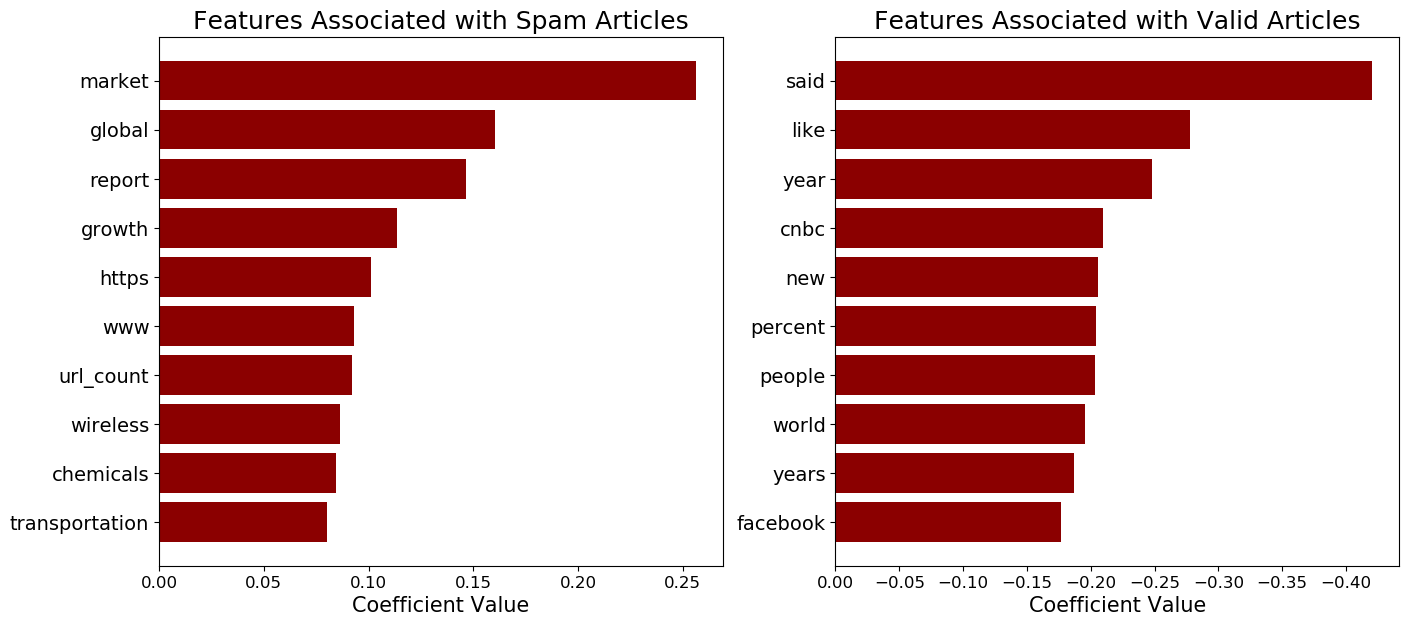 Features Associated with Spam Articles
market
global
report
growth
https
www
url_count
wireless
chemicals
transportation
0.00 0.05 0.10 0.15 0.20 0.25
Coefficient Value
Features Associated with Valid Articles
said
like
year
cnbc
new
percent
people
world
years
facebook
0.00 −0.05 −0.10 −0.15 −0.20 −0.25 −0.30 −0.35 −0.40
Coefficient Value